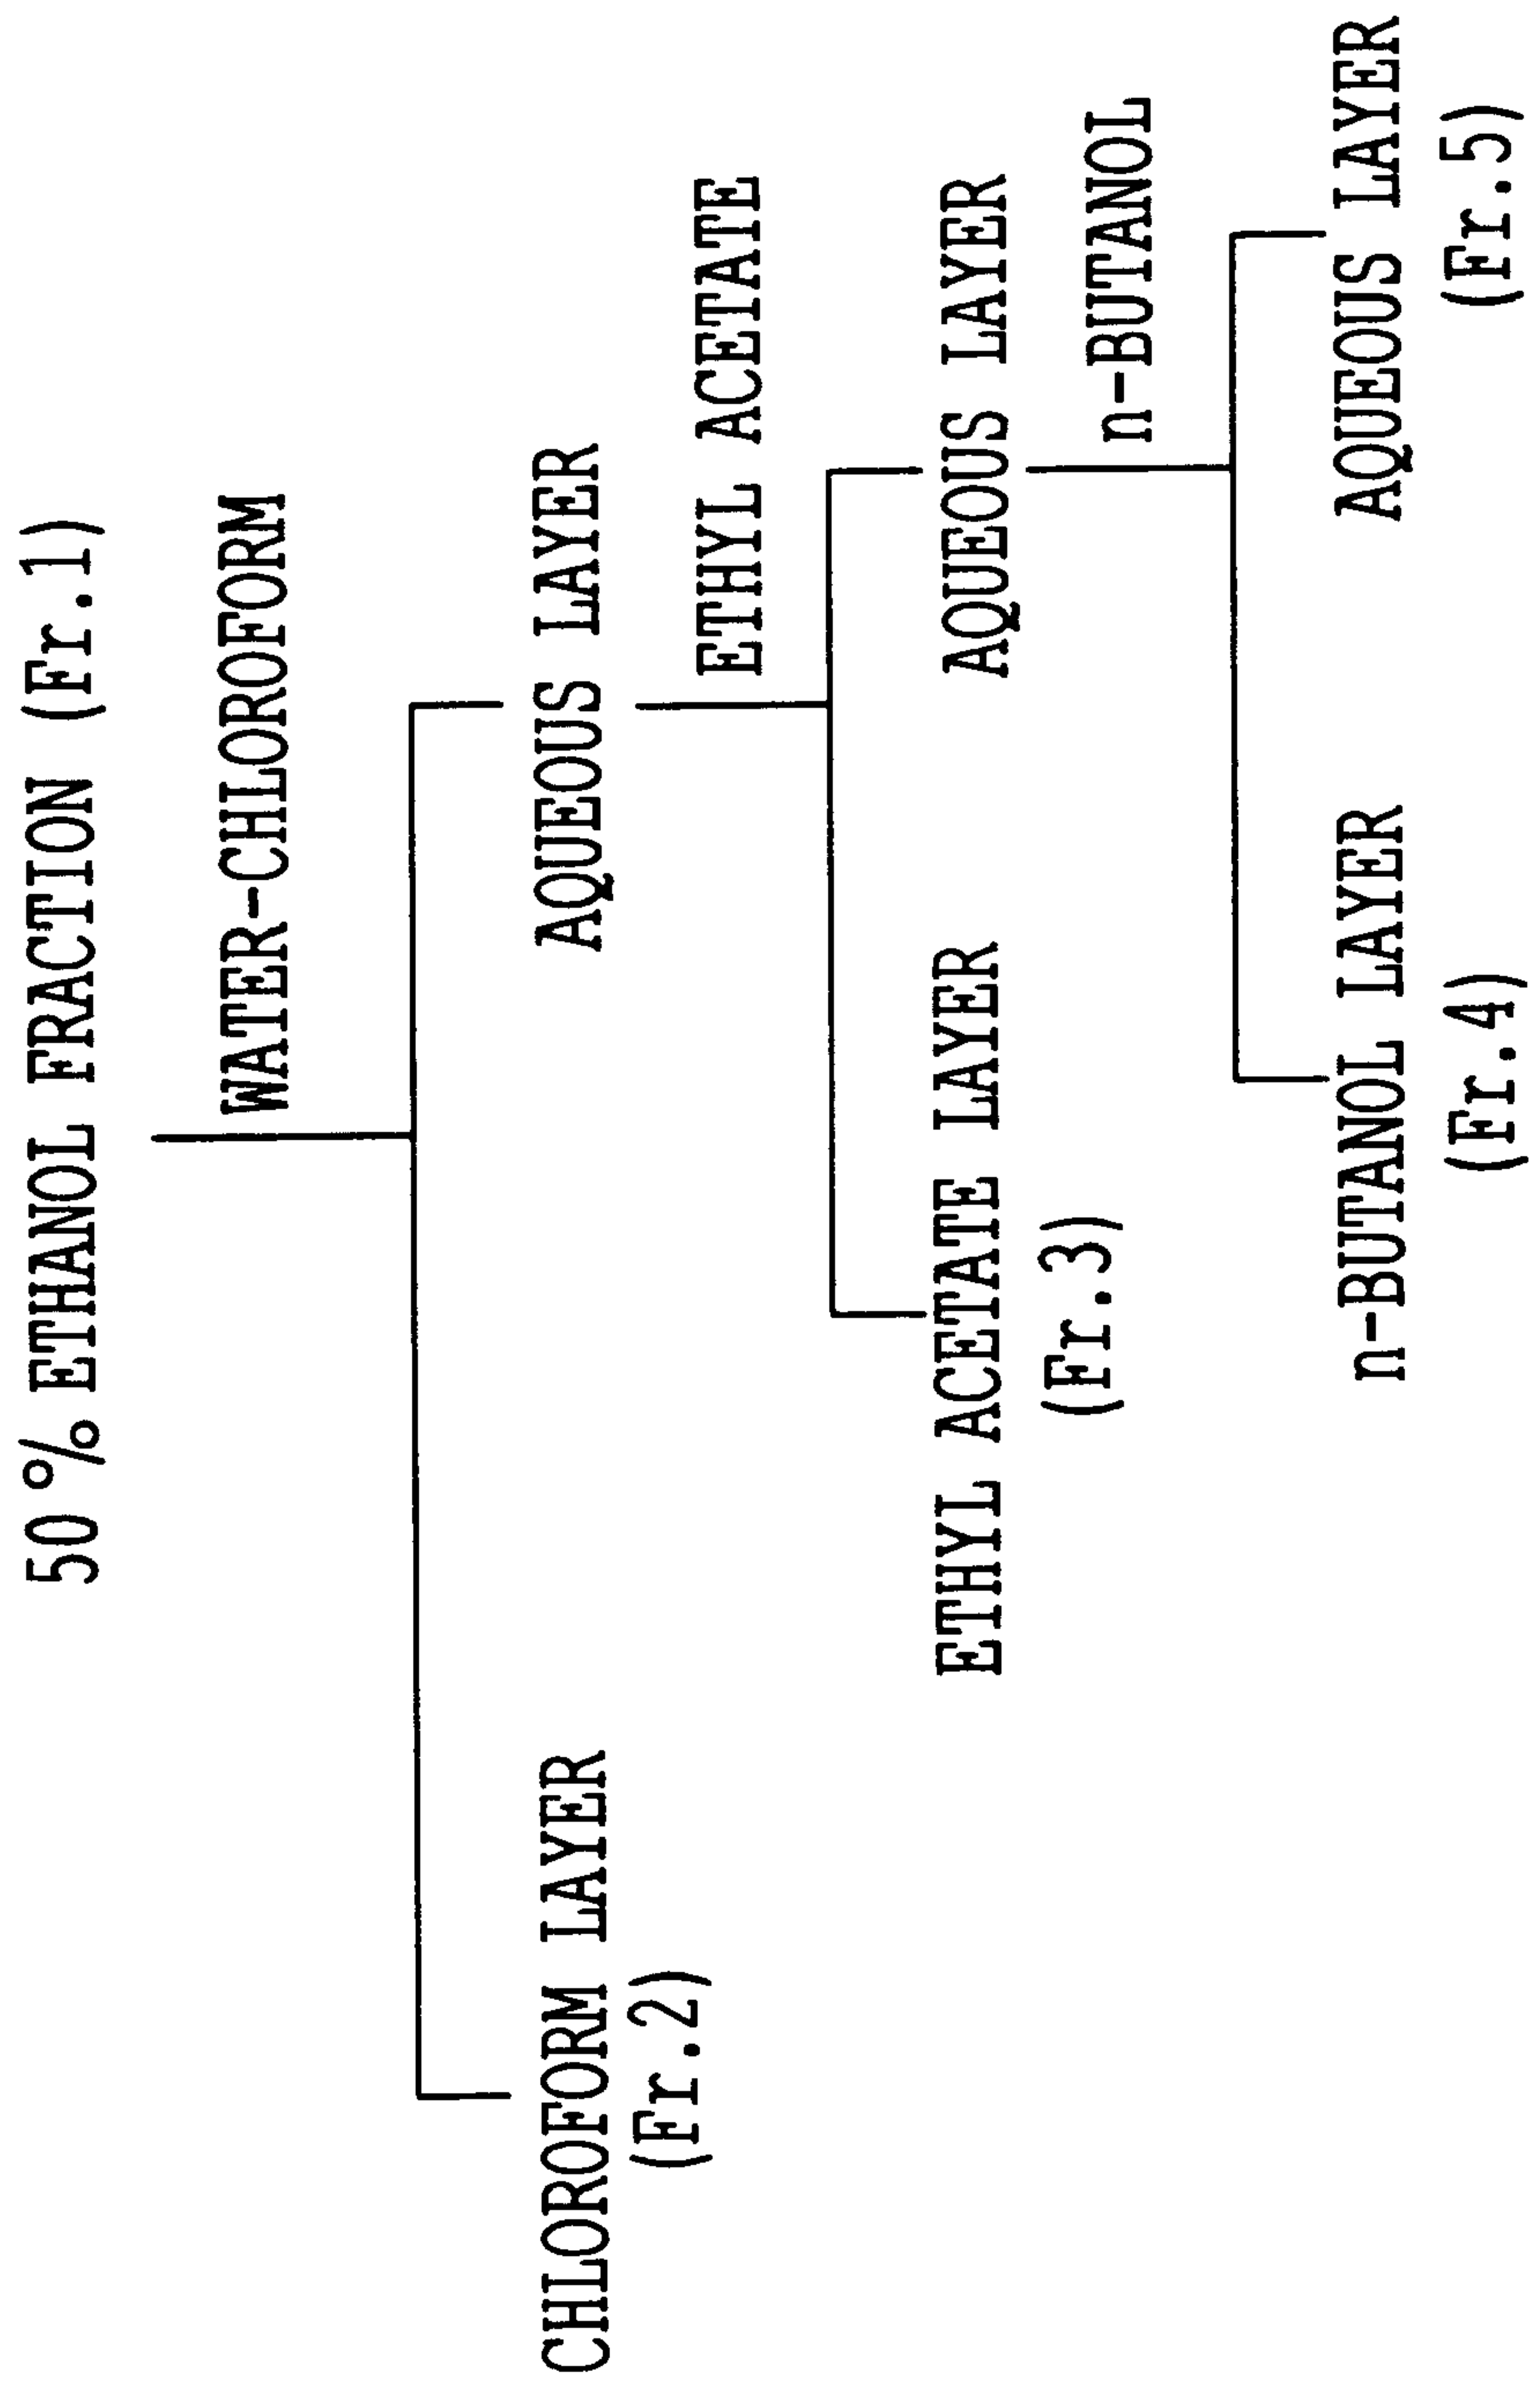 50% ETHANOL FRACTION (Fr.1)
WATER-CHLOROFORM
CHLOROFORM LAYER
(Fr.2)
AQUEOUS LAYER
ETHYL ACETATE
ETHYL ACETATE LAYER
(Fr.3)
AQUEOUS LAYER
n-BUTANOL
n-BUTANOL LAYER
(Fr.4)
AQUEOUS LAYER
(Fr.5)